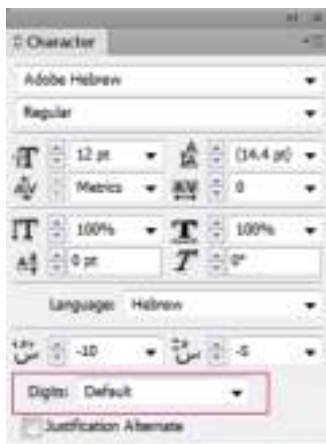 Character
Adobe Hebrew
Regular
12 pt (14.4 pt)
Metrics 0
100% 100%
0 pt 0°
Language: Hebrew
-10 -5
Digits: Default
Justification Alternate